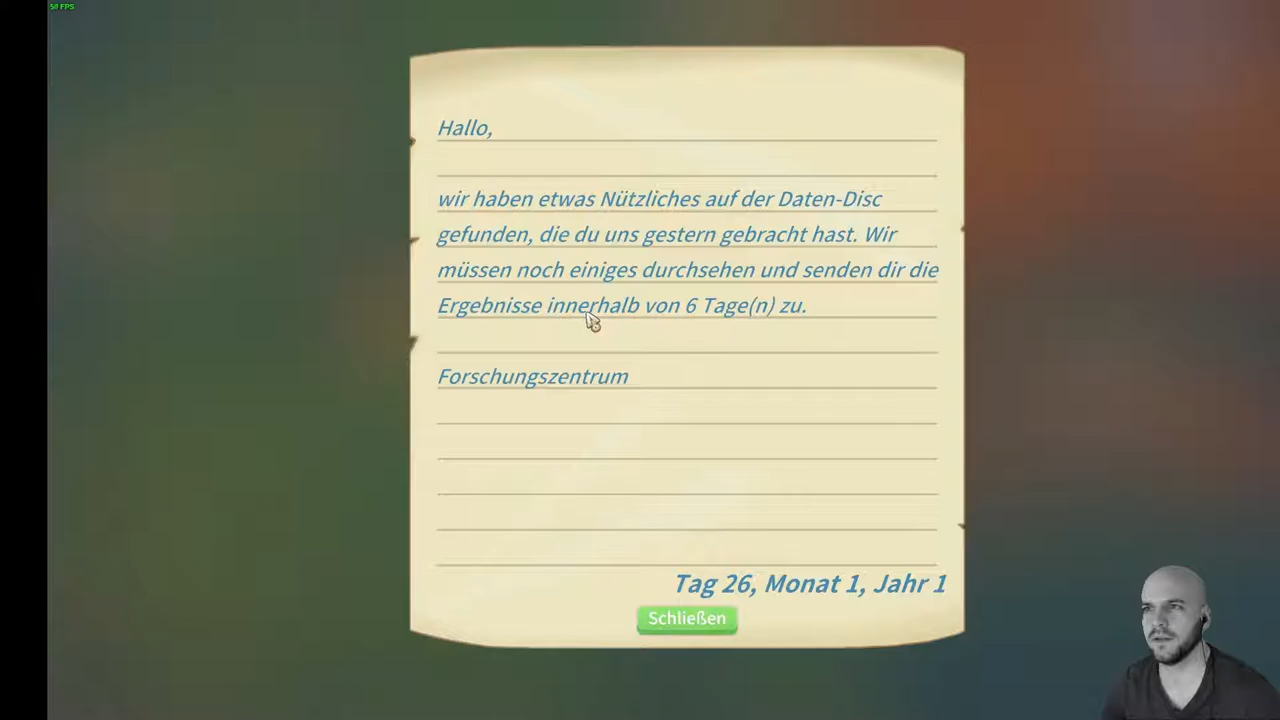 58 FPS
Hallo,
wir haben etwas Nützliches auf der Daten-Disc
gefunden, die du uns gestern gebracht hast. Wir
müssen noch einiges durchsehen und senden dir die
Ergebnisse innerhalb von 6 Tage(n) zu.
Forschungszentrum
Tag 26, Monat 1, Jahr 1
Schließen